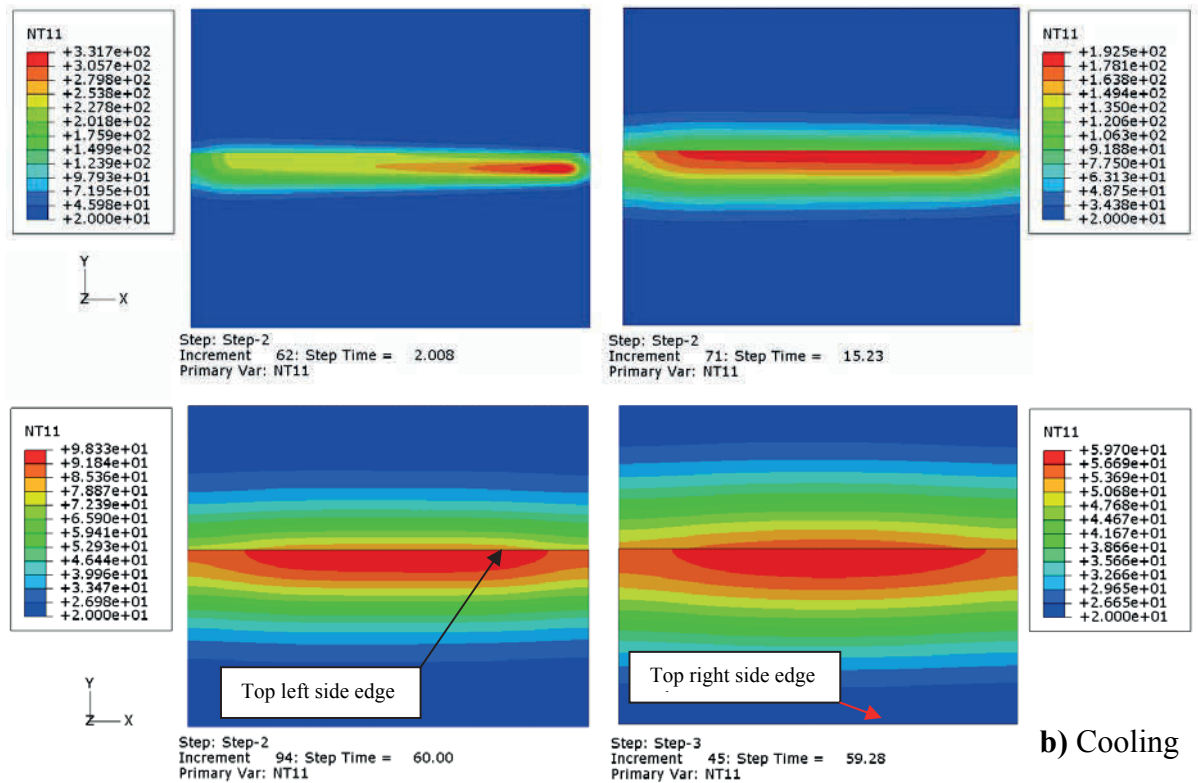 NT11
+3.317e+02
+3.057e+02
+2.798e+02
+2.538e+02
+2.278e+02
+2.018e+02
+1.759e+02
+1.499e+02
+1.239e+02
+9.793e+01
+7.195e+01
+4.598e+01
+2.000e+01
Y
Z X
Step: Step-2
Increment 62: Step Time = 2.008
Primary Var: NT11
NT11
+1.925e+02
+1.781e+02
+1.638e+02
+1.494e+02
+1.350e+02
+1.206e+02
+1.063e+02
+9.188e+01
+7.750e+01
+6.313e+01
+4.875e+01
+3.438e+01
+2.000e+01
Step: Step-2
Increment 71: Step Time = 15.23
Primary Var: NT11
NT11
+9.833e+01
+9.184e+01
+8.536e+01
+7.887e+01
+7.239e+01
+6.590e+01
+5.941e+01
+5.293e+01
+4.644e+01
+3.996e+01
+3.347e+01
+2.698e+01
+2.000e+01
Y
Z X
Top left side edge
Step: Step-2
Increment 94: Step Time = 60.00
Primary Var: NT11
NT11
+5.970e+01
+5.669e+01
+5.369e+01
+5.068e+01
+4.768e+01
+4.467e+01
+4.167e+01
+3.866e+01
+3.566e+01
+3.266e+01
+2.965e+01
+2.665e+01
+2.000e+01
Top right side edge
Step: Step-3
Increment 45: Step Time = 59.28
Primary Var: NT11
b) Cooling